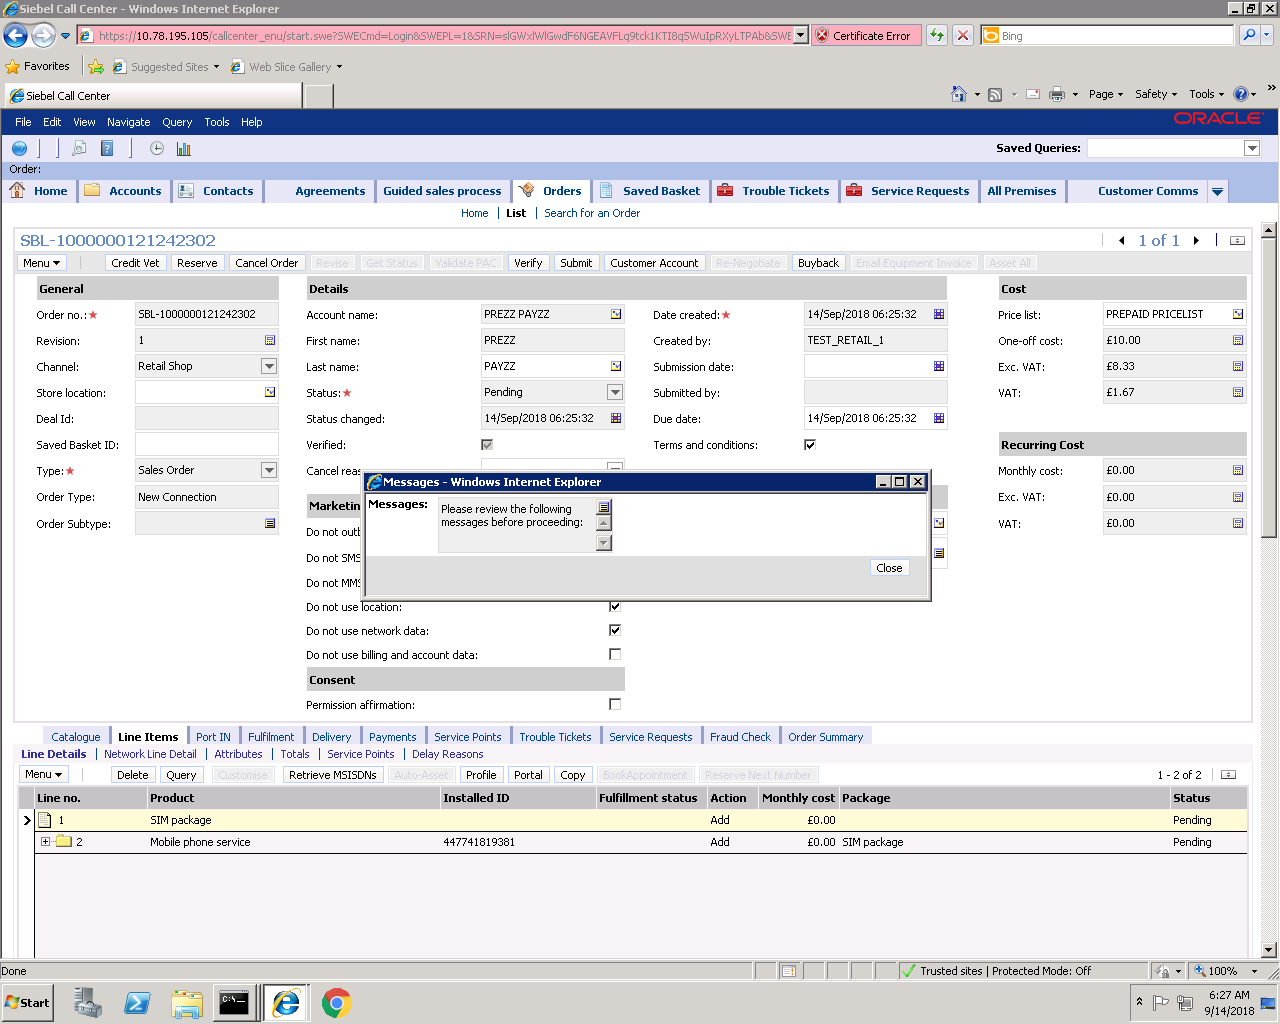 Siebel Call Center - Windows Internet Explorer
Certificate Error
Bing
Favorites
Suggested Sites
Web Slice Gallery
Siebel Call Center
Page
Safety
Tools
File Edit View Navigate Query Tools Help
ORACLE
Saved Queries:
Order:
Home Accounts Contacts Agreements Guided sales process Orders Saved Basket Trouble Tickets Service Requests All Premises Customer Comms
Home List Search for an Order
SBL-1000000121242302
1 of 1
Menu Credit Vet Reserve Cancel Order Revise Get Status Validate PAC Verify Submit Customer Account Re-Negotiate Buyback Email Equipment Invoice Asset All
General
Order no.:* SBL-1000000121242302
Revision: 1
Channel: Retail Shop
Store location:
Deal Id:
Saved Basket ID:
Type:* Sales Order
Order Type: New Connection
Order Subtype:
Details
Account name: PREZZ PAYZZ
First name: PREZZ
Last name: PAYZZ
Status:* Pending
Status changed: 14/Sep/2018 06:25:32
Verified:
Cancel reas
Date created:* 14/Sep/2018 06:25:32
Created by: TEST_RETAIL_1
Submission date:
Submitted by:
Due date: 14/Sep/2018 06:25:32
Terms and conditions:
Cost
Price list: PREPAID PRICELIST
One-off cost: £10.00
Exc. VAT: £8.33
VAT: £1.67
Recurring Cost
Monthly cost: £0.00
Exc. VAT: £0.00
VAT: £0.00
Messages - Windows Internet Explorer
Messages: Please review the following
messages before proceeding:
Close
Marketin
Do not outb
Do not SMS
Do not MMS
Do not use location:
Do not use network data:
Do not use billing and account data:
Consent
Permission affirmation:
Catalogue Line Items Port IN Fulfilment Delivery Payments Service Points Trouble Tickets Service Requests Fraud Check Order Summary
Line Details Network Line Detail Attributes Totals Service Points Delay Reasons
Menu Delete Query Customise Retrieve MSISDNs Auto-Asset Profile Portal Copy BookAppointment Reserve Next Number 1 - 2 of 2
Line no. Product Installed ID Fulfillment status Action Monthly cost Package Status
1 SIM package Add £0.00 Pending
2 Mobile phone service 447741819381 Add £0.00 SIM package Pending
Done
Trusted sites | Protected Mode: Off
100%
Start
6:27 AM
9/14/2018